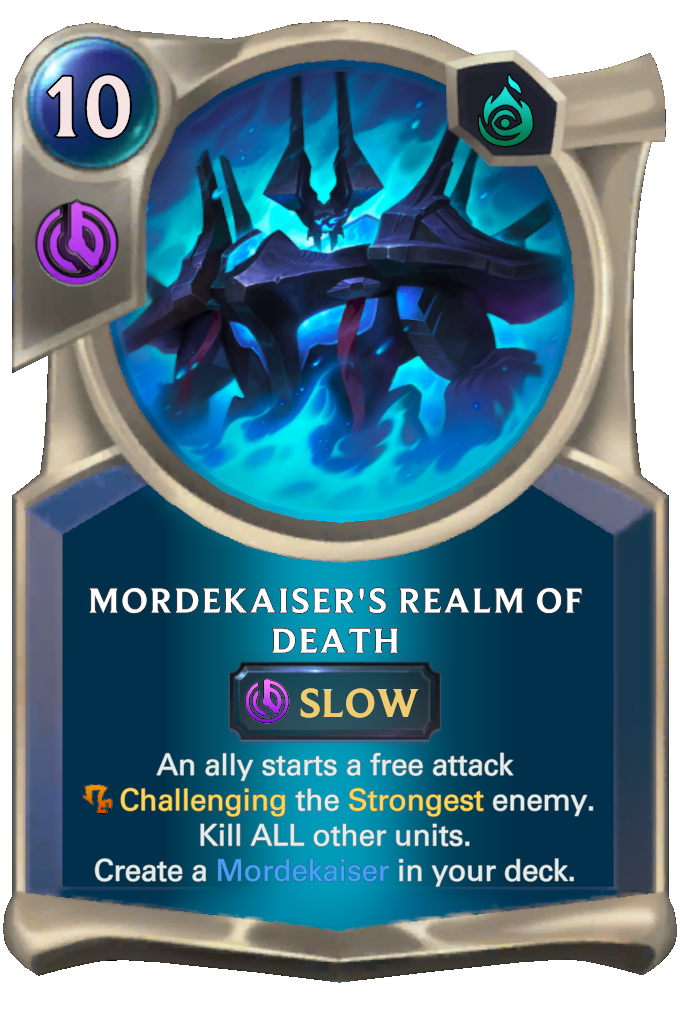 10
MORDEKAISER'S REALM OF
DEATH
SLOW
An ally starts a free attack
Challenging the Strongest enemy.
Kill ALL other units.
Create a Mordekaiser in your deck.